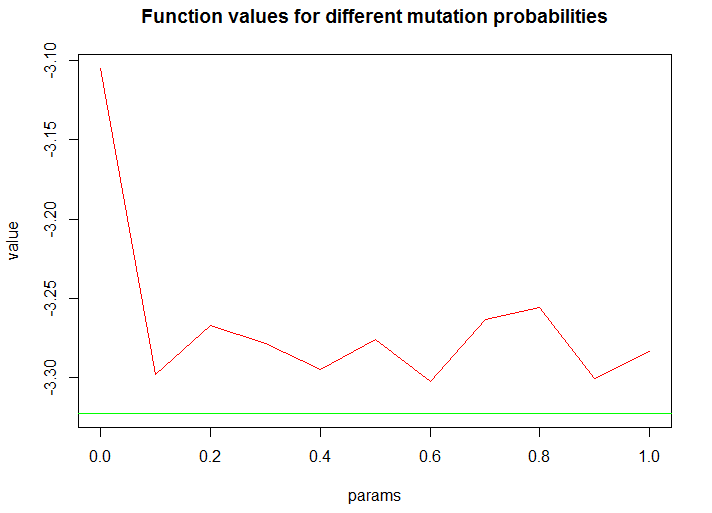 Function values for different mutation probabilities
-3.10
-3.15
-3.20
-3.25
-3.30
value
0.0 0.2 0.4 0.6 0.8 1.0
params